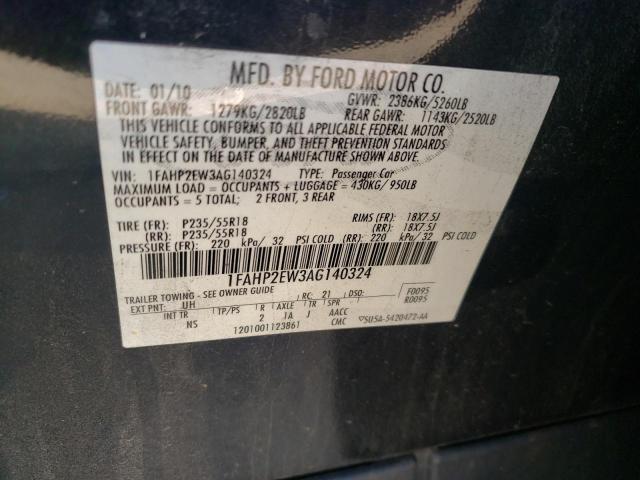 MFD. BY FORD MOTOR CO.
DATE: 01/10 GVWR: 2386KG/5260LB
FRONT GAWR: 1279KG/2820LB REAR GAWR: 1143KG/2520LB
THIS VEHICLE CONFORMS TO ALL APPLICABLE FEDERAL MOTOR
VEHICLE SAFETY, BUMPER, AND THEFT PREVENTION STANDARDS
IN EFFECT ON THE DATE OF MANUFACTURE SHOWN ABOVE.
VIN: 1FAHP2EW3AG140324 TYPE: Passenger Car
MAXIMUM LOAD = OCCUPANTS + LUGGAGE = 430KG/ 950LB
OCCUPANTS = 5 TOTAL; 2 FRONT, 3 REAR
TIRE (FR): P235/55R18 RIMS (FR): 18X7.5J
(RR): P235/55R18 (RR): 18X7.5J
PRESSURE (FR): 220 kPa/ 32 PSI COLD (RR): 220 kPa/ 32 PSI COLD
1FAHP2EW3AG140324
TRAILER TOWING - SEE OWNER GUIDE
EXT PNT: UH RC: 21 DSO: F0095
R0095
INT TR TP/PS R AXLE TR SPR AACC
NS 2 1A J CMC
1201001123861 5U5A-5420472-AA